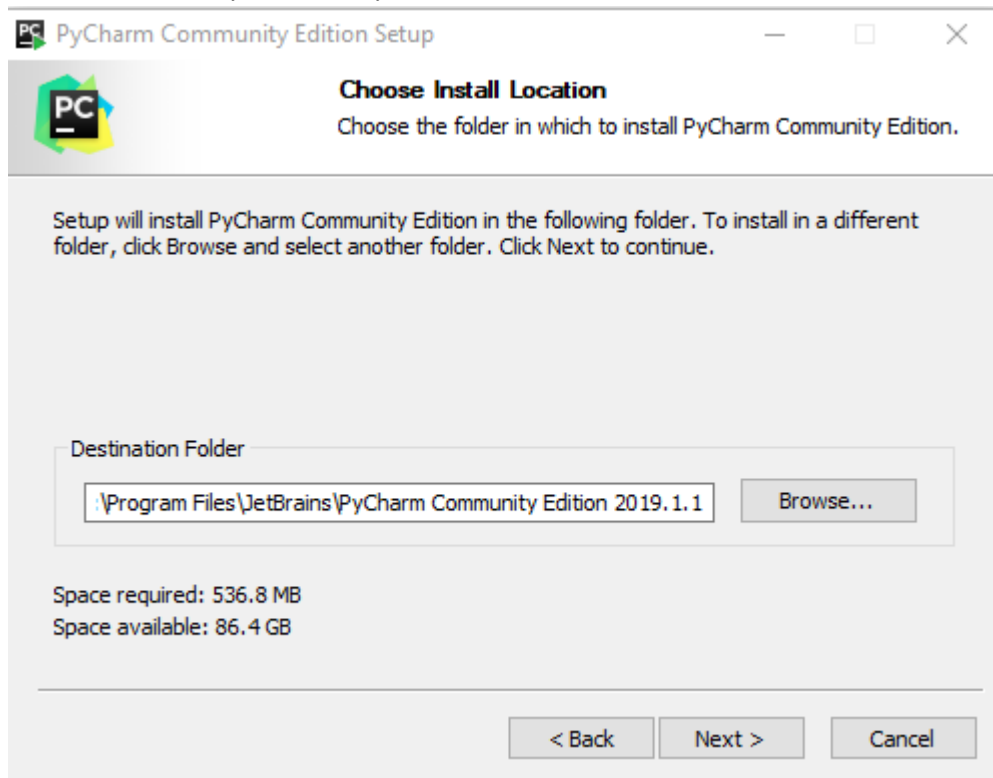 PyCharm Community Edition Setup
PC
Choose Install Location
Choose the folder in which to install PyCharm Community Edition.
Setup will install PyCharm Community Edition in the following folder. To install in a different
folder, click Browse and select another folder. Click Next to continue.
Destination Folder
:\Program Files\JetBrains\PyCharm Community Edition 2019.1.1
Browse...
Space required: 536.8 MB
Space available: 86.4 GB
< Back
Next >
Cancel